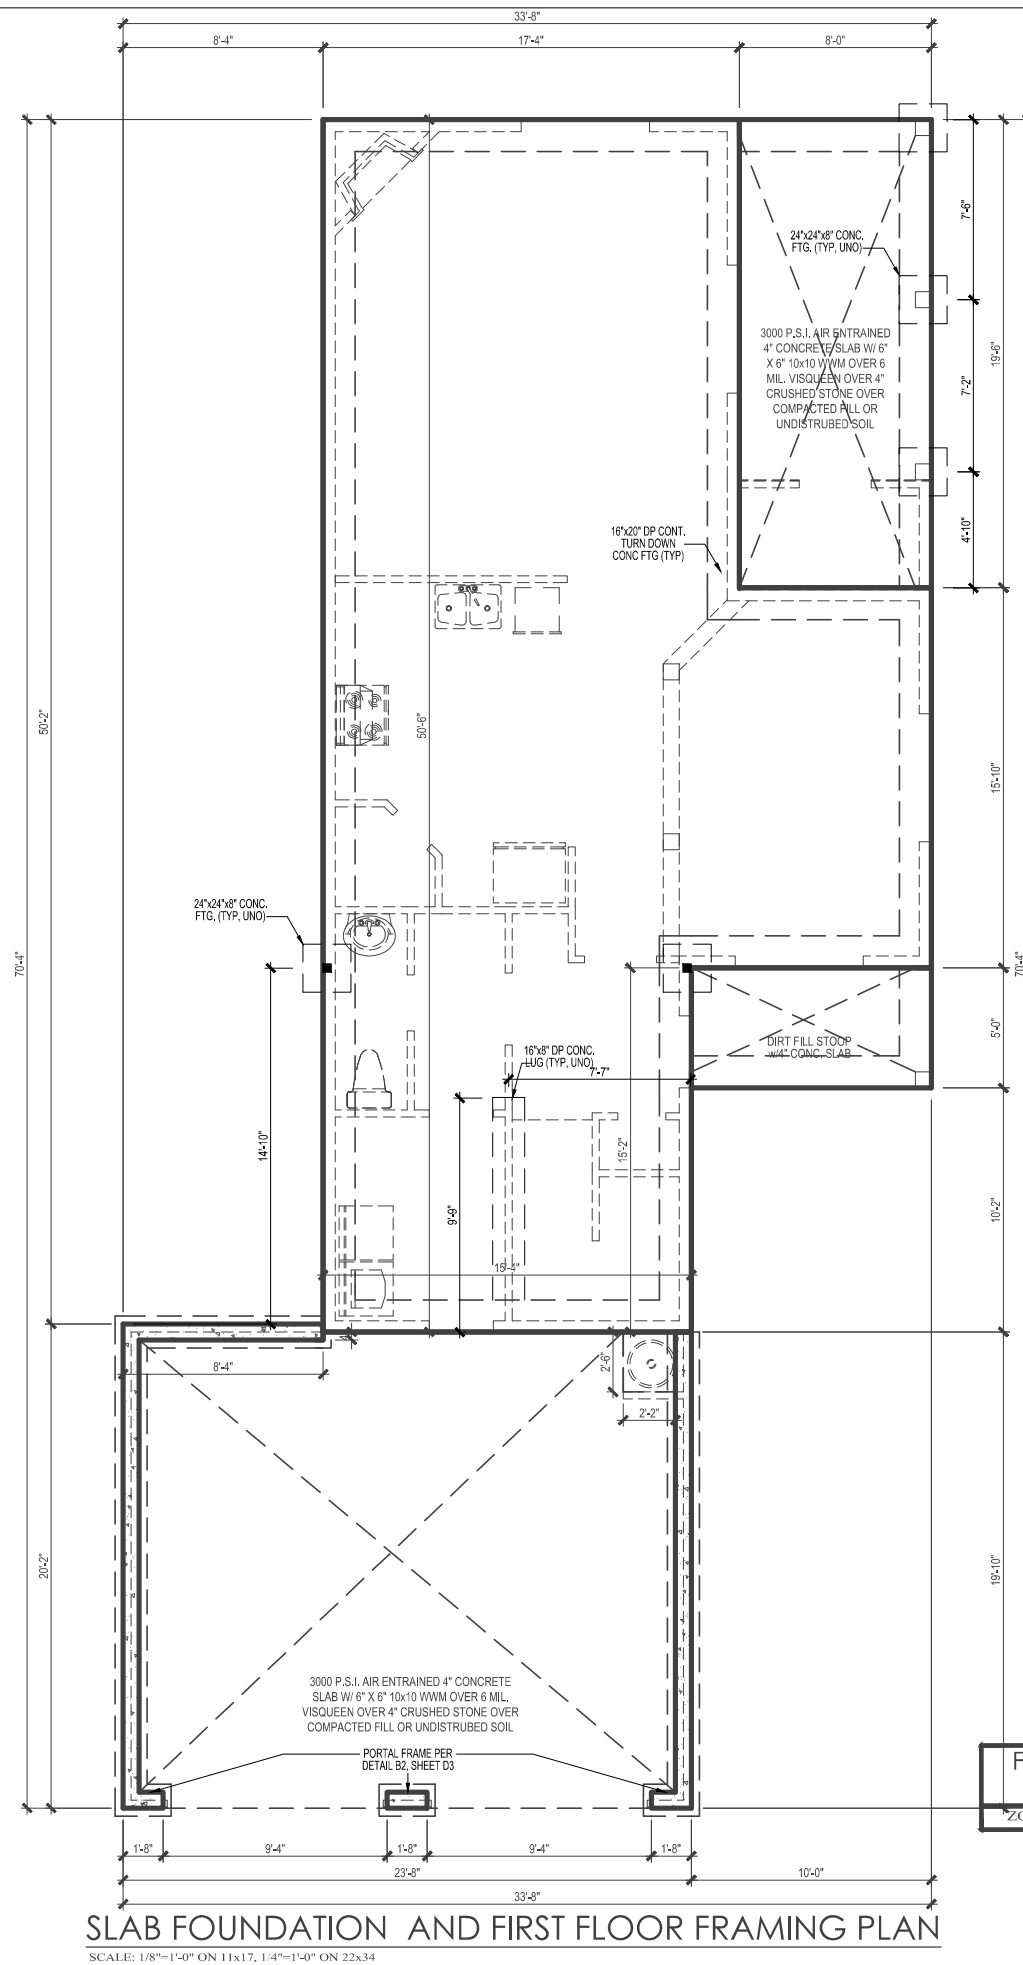 33'-8"
8'-4"
17'-4"
8'-0"
7'-6"
24"x24"x8" CONC.
FTG. (TYP, UNO)
3000 P.S.I. AIR ENTRAINED
4" CONCRETE SLAB W/ 6"
X 6" 10x10 WWM OVER 6
MIL. VISQUEEN OVER 4"
CRUSHED STONE OVER
COMPACTED FILL OR
UNDISTRUBED SOIL
19'-6"
7'-2"
4'-10"
16"x20" DP CONT.
TURN DOWN
CONC FTG (TYP)
50'-2"
50'-6"
15'-10"
24"x24"x8" CONC.
FTG. (TYP, UNO)
70'-4"
70'-4"
5'-0"
DIRT FILL STOOP
w/4" CONC. SLAB
16"x8" DP CONC.
LUG (TYP, UNO)
7'-7"
14'-10"
15'-2"
9'-9"
10'-2"
15'-4"
8'-4"
2'-6"
2'-2"
20'-2"
19'-10"
3000 P.S.I. AIR ENTRAINED 4" CONCRETE
SLAB W/ 6" X 6" 10x10 WWM OVER 6 MIL.
VISQUEEN OVER 4" CRUSHED STONE OVER
COMPACTED FILL OR UNDISTRUBED SOIL
PORTAL FRAME PER
DETAIL B2, SHEET D3
F
1'-8"
9'-4"
1'-8"
9'-4"
1'-8"
23'-8"
10'-0"
33'-8"
SLAB FOUNDATION AND FIRST FLOOR FRAMING PLAN
SCALE: 1/8"=1'-0" ON 11x17, 1/4"=1'-0" ON 22x34